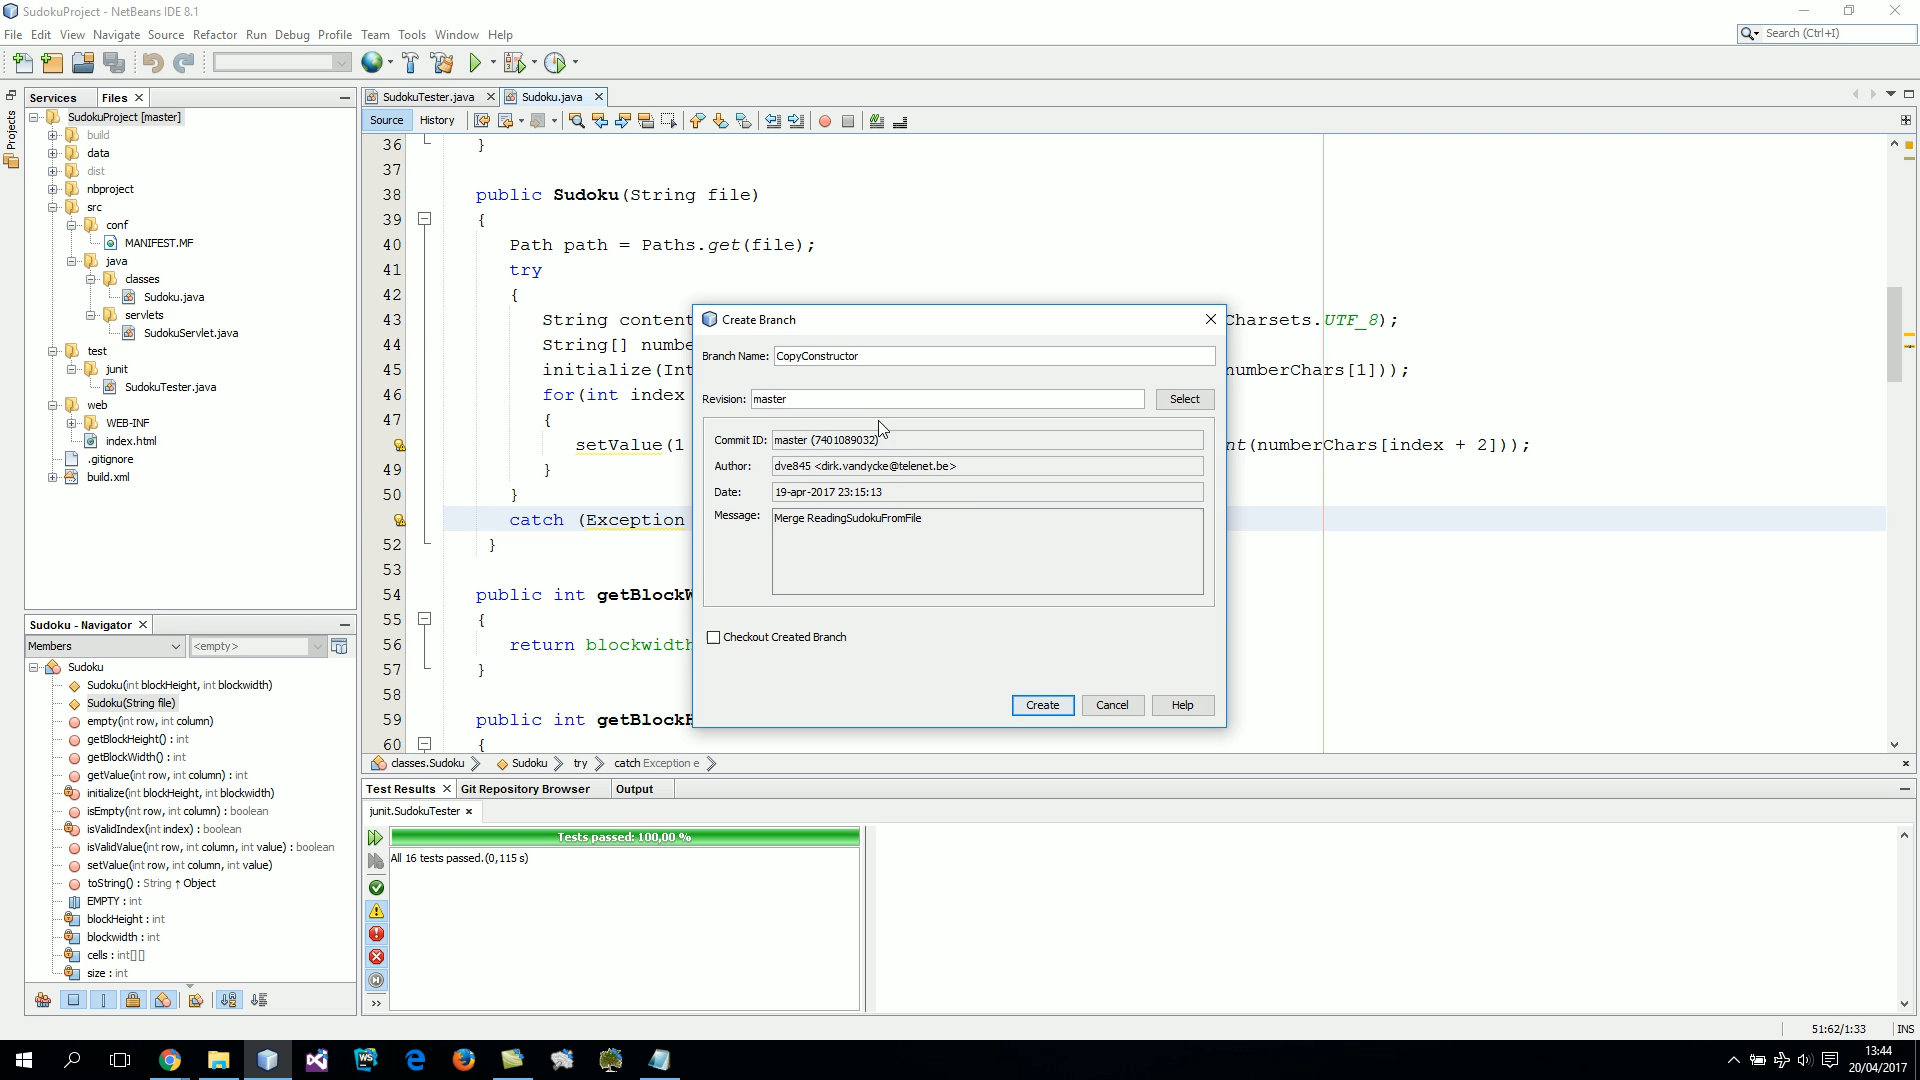 SudokuProject - NetBeans IDE 8.1
File Edit View Navigate Source Refactor Run Debug Profile Team Tools Window Help
Search (Ctrl+I)
Projects
Services Files
SudokuProject [master]
build
data
dist
nbproject
src
conf
MANIFEST.MF
java
classes
Sudoku.java
servlets
SudokuServlet.java
test
junit
SudokuTester.java
web
WEB-INF
index.html
.gitignore
build.xml
Sudoku - Navigator
Members <empty>
Sudoku
Sudoku(int blockHeight, int blockwidth)
Sudoku(String file)
empty(int row, int column)
getBlockHeight() : int
getBlockWidth() : int
getValue(int row, int column) : int
initialize(int blockHeight, int blockwidth)
isEmpty(int row, int column) : boolean
isValidIndex(int index) : boolean
isValidValue(int row, int column, int value) : boolean
setValue(int row, int column, int value)
toString() : String ↑ Object
EMPTY : int
blockHeight : int
blockwidth : int
cells : int[][]
size : int
SudokuTester.java Sudoku.java
Source History
36 }
37
38 public Sudoku(String file)
39 {
40 Path path = Paths.get(file);
41 try
42 {
43 String content Charsets.UTF_8);
44 String[] numbe
45 initialize(Int numberChars[1]));
46 for(int index
47 {
setValue(1 nt(numberChars[index + 2]));
49 }
50 }
catch (Exception
52 }
53
54 public int getBlockW
55 {
56 return blockwidth
57 }
58
59 public int getBlockH
60 {
classes.Sudoku Sudoku try catch Exception e
Create Branch
Branch Name: CopyConstructor
Revision: master Select
Commit ID: master (7401089032)
Author: dve845 <dirk.vandycke@telenet.be>
Date: 19-apr-2017 23:15:13
Message: Merge ReadingSudokuFromFile
Checkout Created Branch
Create Cancel Help
Test Results Git Repository Browser Output
junit.SudokuTester
Tests passed: 100,00 %
All 16 tests passed.(0,115 s)
51:62/1:33 INS
13:44
20/04/2017